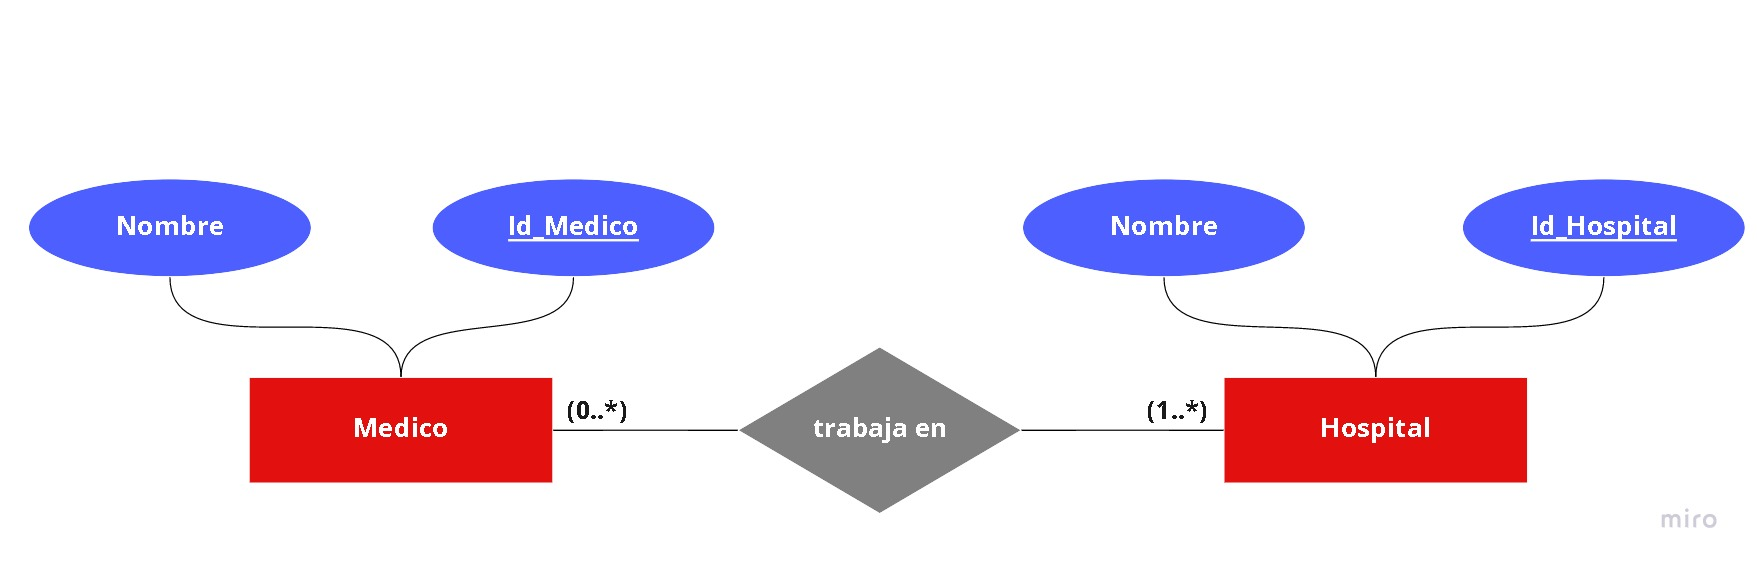 Nombre
Id_Medico
Nombre
Id_Hospital
Medico
(0..*)
trabaja en
(1..*)
Hospital
miro